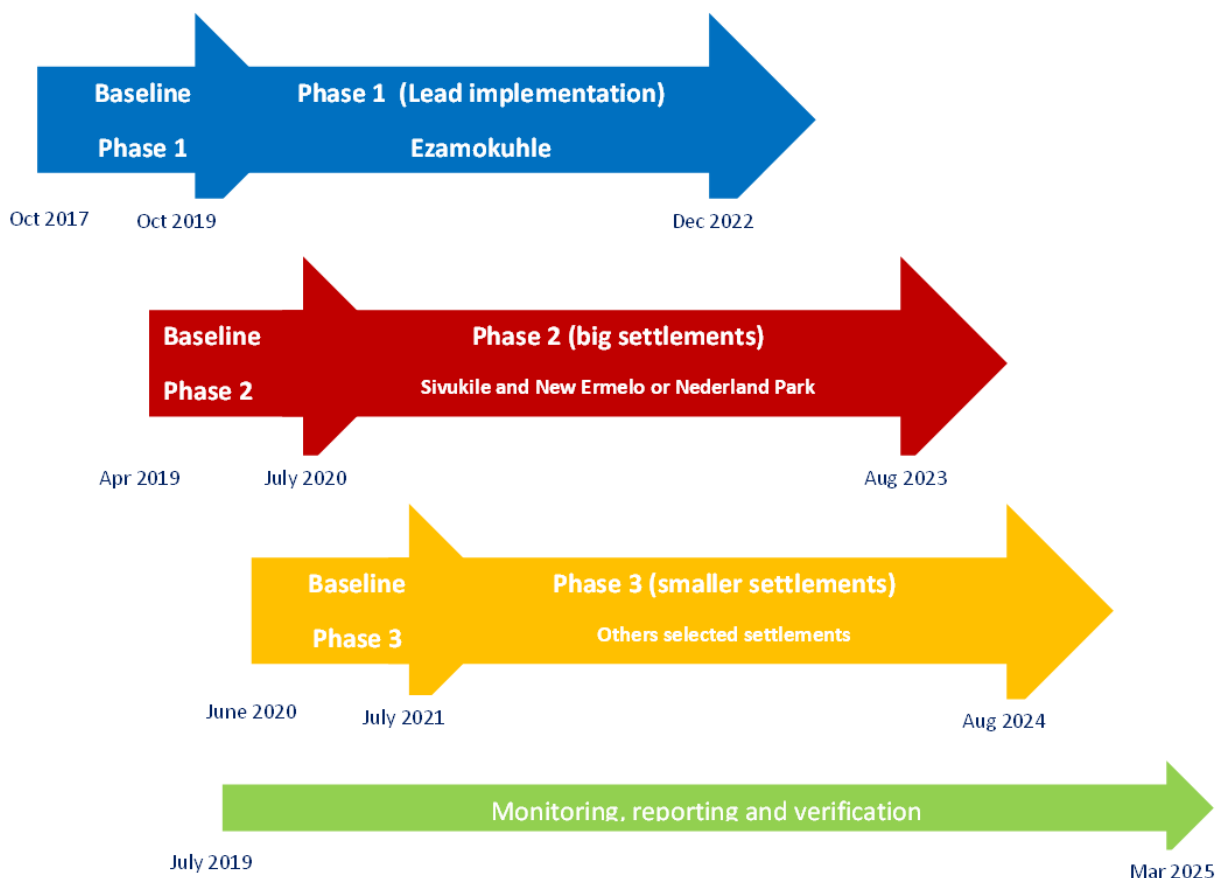 Baseline
Phase 1
Phase 1 (Lead implementation)
Ezamokuhle
Oct 2017
Oct 2019
Dec 2022
Baseline
Phase 2
Phase 2 (big settlements)
Sivukile and New Ermelo or Nederland Park
Apr 2019
July 2020
Aug 2023
Baseline
Phase 3
Phase 3 (smaller settlements)
Others selected settlements
June 2020
July 2021
Aug 2024
Monitoring, reporting and verification
July 2019
Mar 2025